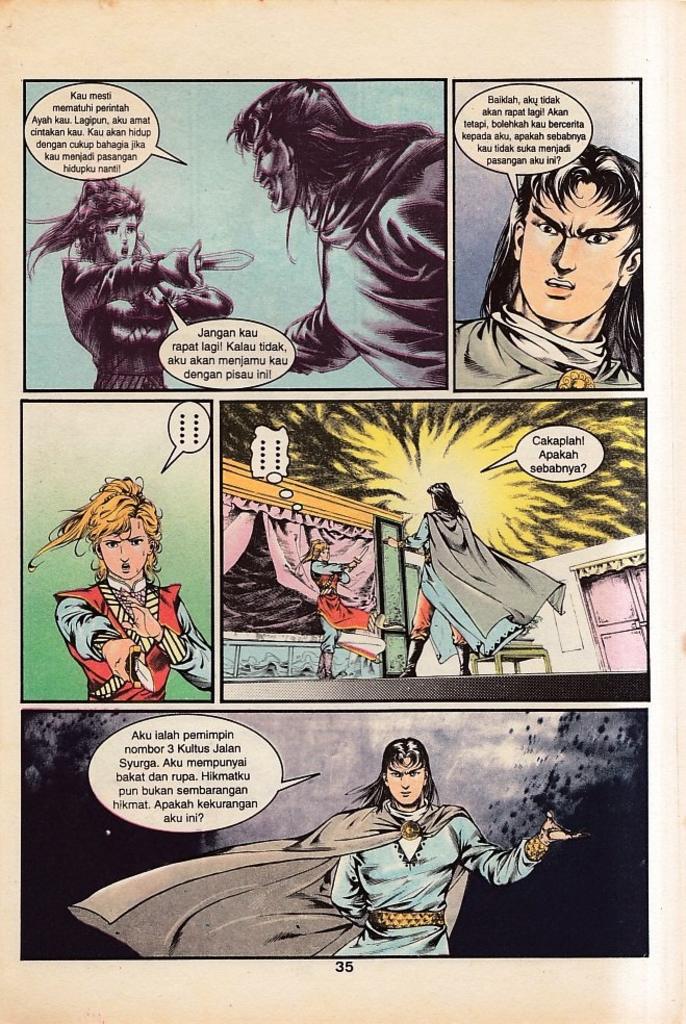 Kau mesti
mematuhi perintah
Ayah kau. Lagipun, aku amat
cintakan kau. Kau akan hidup
dengan cukup bahagia jika
kau menjadi pasangan
hidupku nanti!
Jangan kau
rapat lagi! Kalau tidak,
aku akan menjamu kau
dengan pisau ini!
Baiklah, aku tidak
akan rapat lagi! Akan
tetapi, bolehkah kau bercerita
kepada aku, apakah sebabnya
kau tidak suka menjadi
pasangan aku ini?
Cakaplah!
Apakah
sebabnya?
Aku ialah pemimpin
nombor 3 Kultus Jalan
Syurga. Aku mempunyai
bakat dan rupa. Hikmatku
pun bukan sembarangan
hikmat. Apakah kekurangan
aku ini?
35